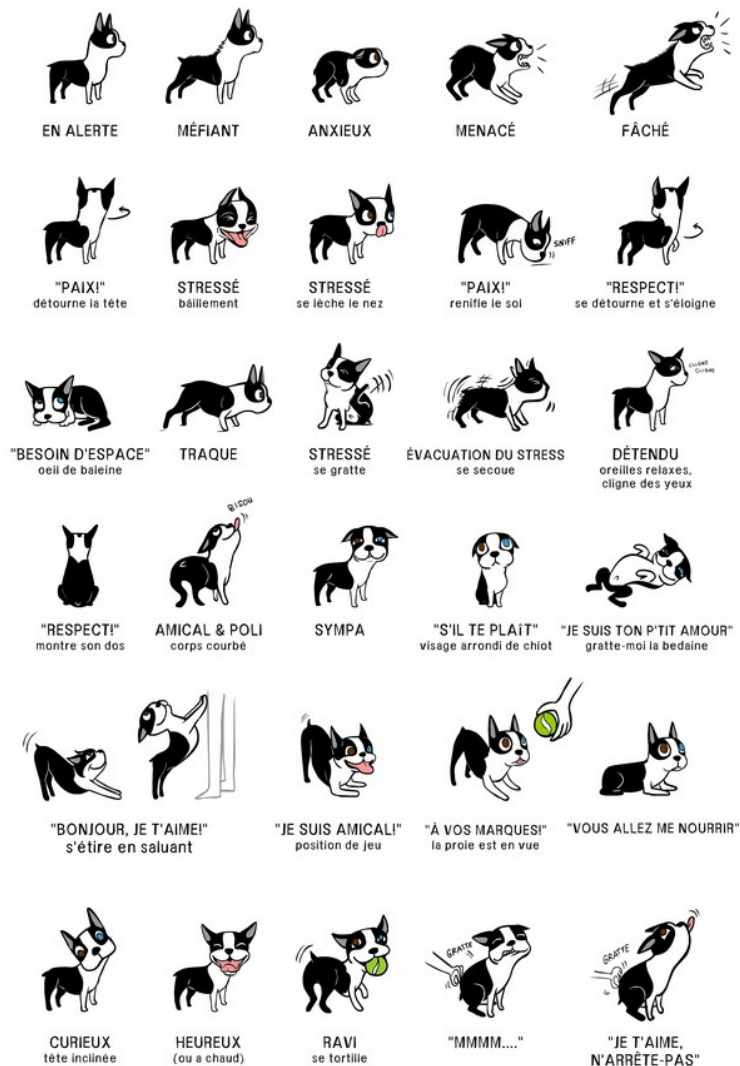 EN ALERTE
MÉFIANT
ANXIEUX
MENACÉ
FÂCHÉ
"PAIX!"
détourne la tête
STRESSÉ
bâillement
STRESSÉ
se lèche le nez
SNIFF
"PAIX!"
renifle le sol
"RESPECT!"
se détourne et s'éloigne
"BESOIN D'ESPACE"
oeil de baleine
TRAQUE
STRESSÉ
se gratte
ÉVACUATION DU STRESS
se secoue
CLIGNE
CLIGNE
DÉTENDU
oreilles relaxes,
cligne des yeux
"RESPECT!"
montre son dos
BISOU
AMICAL & POLI
corps courbé
SYMPA
"S'IL TE PLAÎT"
visage arrondi de chiot
"JE SUIS TON P'TIT AMOUR"
gratte-moi la bedaine
"BONJOUR, JE T'AIME!"
s'étire en saluant
"JE SUIS AMICAL!"
position de jeu
"À VOS MARQUES!"
la proie est en vue
"VOUS ALLEZ ME NOURRIR"
CURIEUX
tête inclinée
HEUREUX
(ou a chaud)
RAVI
se tortille
GRATTE
"MMMM...."
GRATTE
"JE T'AIME,
N'ARRÊTE-PAS"